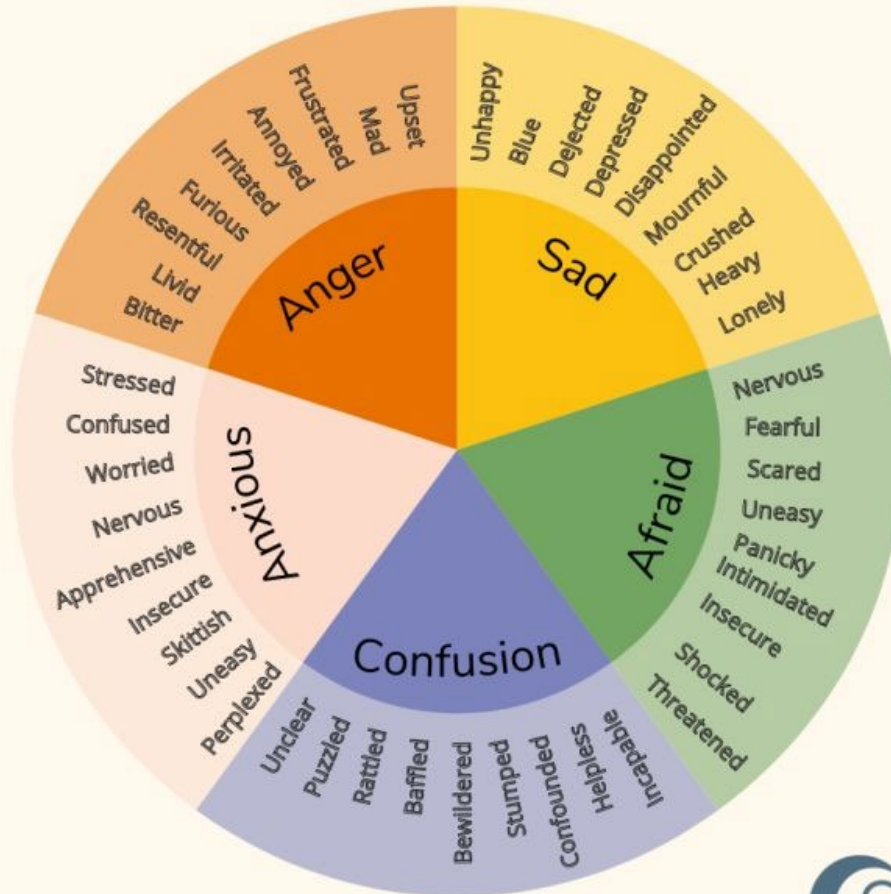 Anger
Upset
Mad
Frustrated
Annoyed
Irritated
Furious
Resentful
Livid
Bitter
Sad
Unhappy
Blue
Dejected
Depressed
Disappointed
Mournful
Crushed
Heavy
Lonely
Afraid
Nervous
Fearful
Scared
Uneasy
Panicky
Intimidated
Insecure
Shocked
Threatened
Confusion
Unclear
Puzzled
Rattled
Baffled
Bewildered
Stumped
Confounded
Helpless
Incapable
Anxious
Stressed
Confused
Worried
Nervous
Apprehensive
Insecure
Skittish
Uneasy
Perplexed